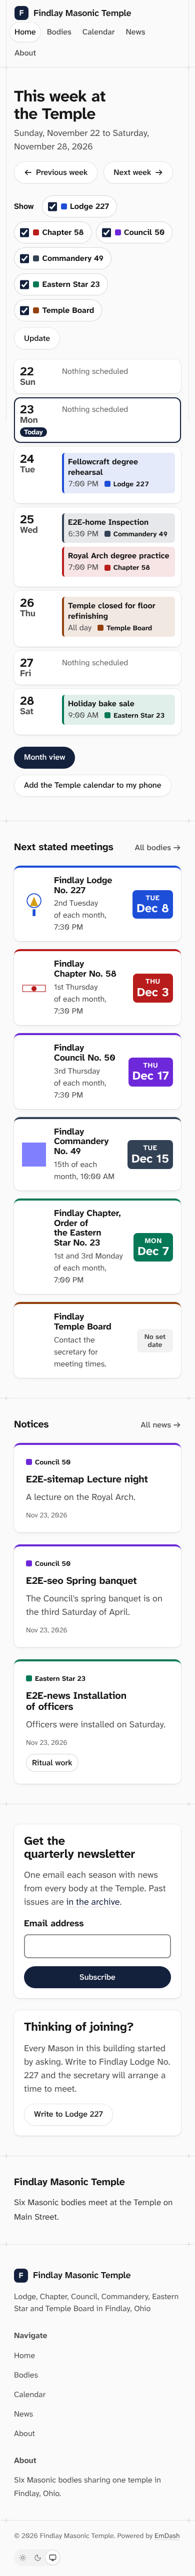 F Findlay Masonic Temple
Home Bodies Calendar News
About
This week at
the Temple
Sunday, November 22 to Saturday,
November 28, 2026
← Previous week Next week →
Show Lodge 227
Chapter 58 Council 50
Commandery 49
Eastern Star 23
Temple Board
Update
22
Sun
Nothing scheduled
23
Mon
Today
Nothing scheduled
24
Tue
Fellowcraft degree
rehearsal
7:00 PM Lodge 227
25
Wed
E2E-home Inspection
6:30 PM Commandery 49
Royal Arch degree practice
7:00 PM Chapter 58
26
Thu
Temple closed for floor
refinishing
All day Temple Board
27
Fri
Nothing scheduled
28
Sat
Holiday bake sale
9:00 AM Eastern Star 23
Month view
Add the Temple calendar to my phone
Next stated meetings All bodies →
Findlay Lodge
No. 227
2nd Tuesday
of each month,
7:30 PM
TUE
Dec 8
Findlay
Chapter No. 58
1st Thursday
of each month,
7:30 PM
THU
Dec 3
Findlay
Council No. 50
3rd Thursday
of each month,
7:30 PM
THU
Dec 17
Findlay
Commandery
No. 49
15th of each
month, 10:00 AM
TUE
Dec 15
Findlay Chapter,
Order of
the Eastern
Star No. 23
1st and 3rd Monday
of each month,
7:00 PM
MON
Dec 7
Findlay
Temple Board
Contact the
secretary for
meeting times.
No set
date
Notices All news →
Council 50
E2E-sitemap Lecture night
A lecture on the Royal Arch.
Nov 23, 2026
Council 50
E2E-seo Spring banquet
The Council's spring banquet is on
the third Saturday of April.
Nov 23, 2026
Eastern Star 23
E2E-news Installation
of officers
Officers were installed on Saturday.
Nov 23, 2026
Ritual work
Get the
quarterly newsletter
One email each season with news
from every body at the Temple. Past
issues are in the archive.
Email address
Subscribe
Thinking of joining?
Every Mason in this building started
by asking. Write to Findlay Lodge No.
227 and the secretary will arrange a
time to meet.
Write to Lodge 227
Findlay Masonic Temple
Six Masonic bodies meet at the Temple on
Main Street.
F Findlay Masonic Temple
Lodge, Chapter, Council, Commandery, Eastern
Star and Temple Board in Findlay, Ohio
Navigate
Home
Bodies
Calendar
News
About
About
Six Masonic bodies sharing one temple in
Findlay, Ohio.
© 2026 Findlay Masonic Temple. Powered by EmDash